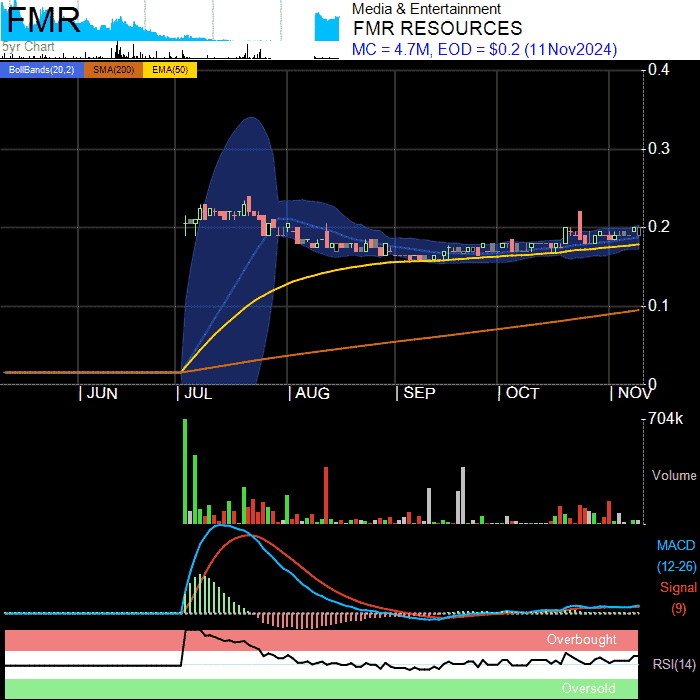 FMR
5yr Chart
Media & Entertainment
FMR RESOURCES
MC = 4.7M, EOD = $0.2 (11Nov2024)
BollBands(20,2) SMA(200) EMA(50)
0.4
0.3
0.2
0.1
0
JUN JUL AUG SEP OCT NOV
704k
Volume
MACD
(12-26)
Signal
(9)
Overbought
RSI(14)
Oversold